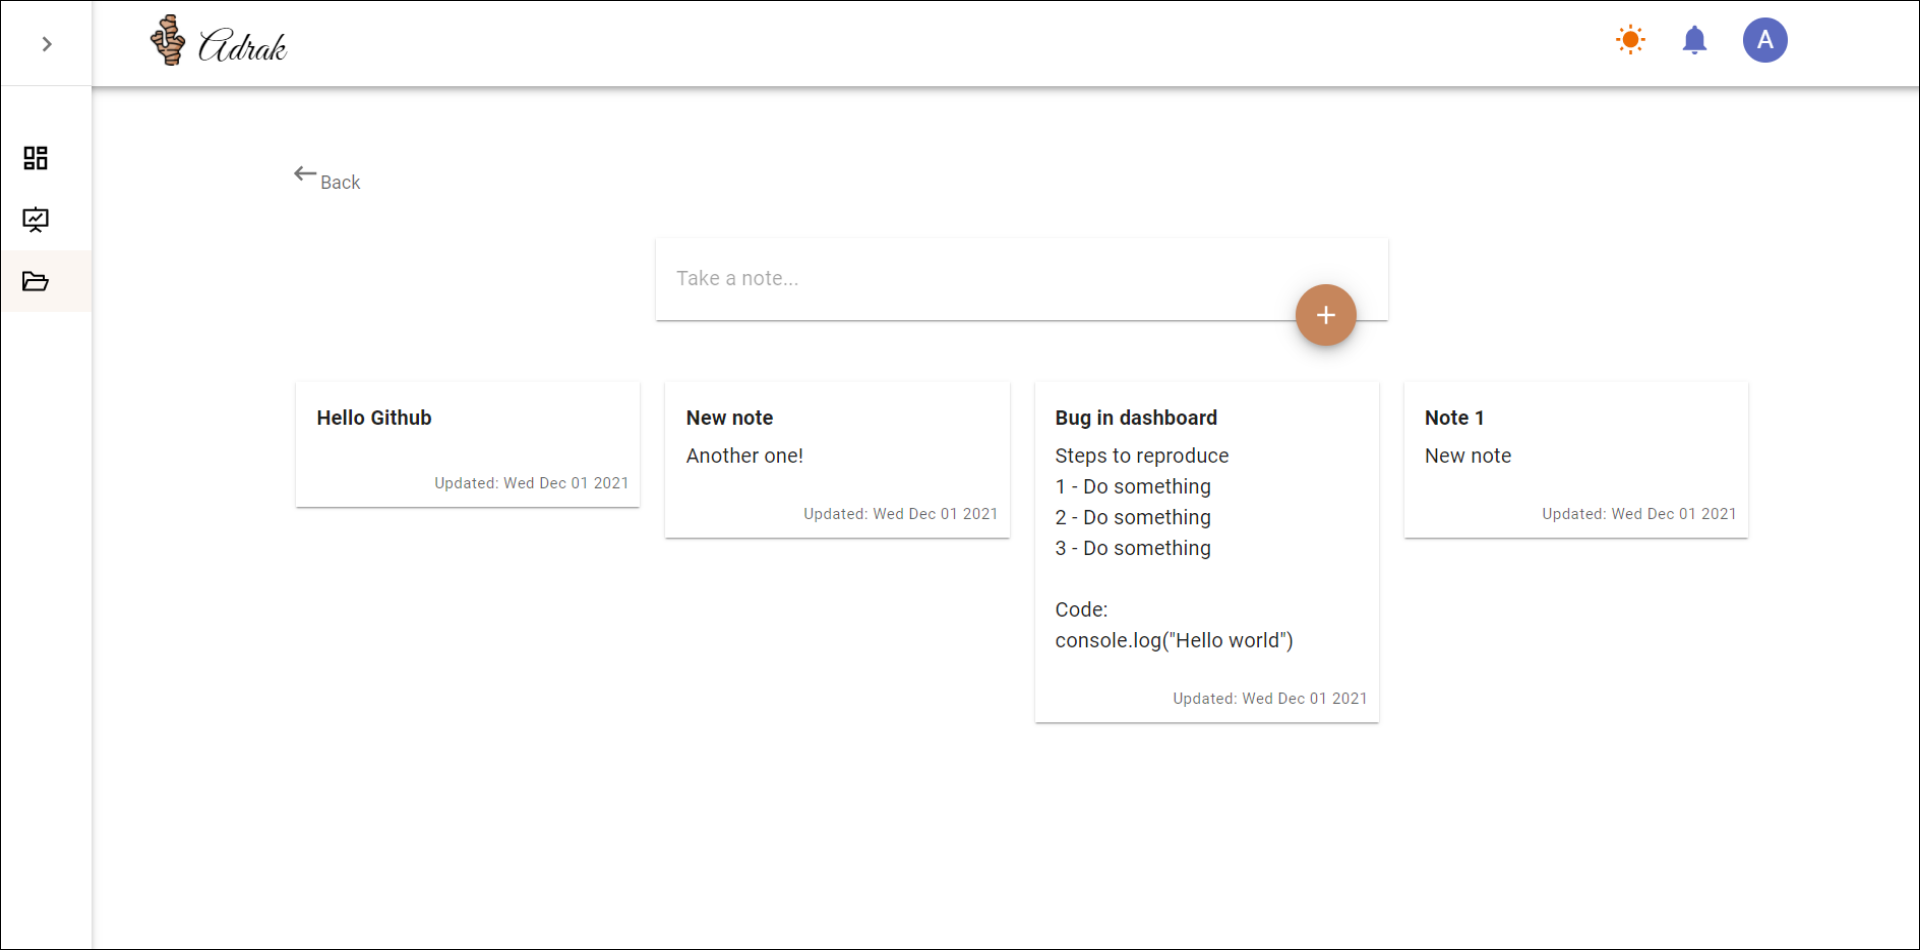 Adrak
A
Back
Take a note...
+
Hello Github
Updated: Wed Dec 01 2021
New note
Another one!
Updated: Wed Dec 01 2021
Bug in dashboard
Steps to reproduce
1 - Do something
2 - Do something
3 - Do something
Code:
console.log("Hello world")
Updated: Wed Dec 01 2021
Note 1
New note
Updated: Wed Dec 01 2021